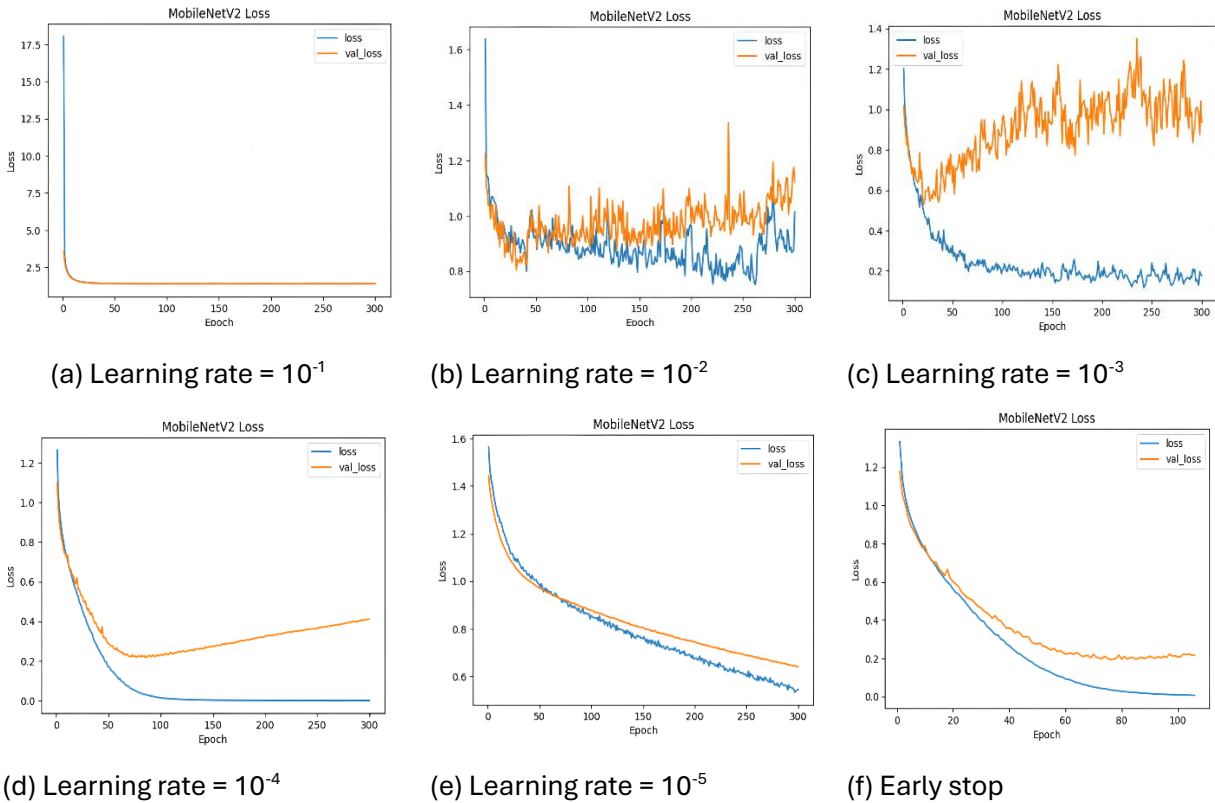 MobileNetV2 Loss
17.5
15.0
12.5
10.0
7.5
5.0
2.5
Loss
loss
val_loss
0
50
100
150
200
250
300
Epoch
(a) Learning rate = 10-1
MobileNetV2 Loss
1.6
1.4
1.2
1.0
0.8
Loss
loss
val_loss
0
50
100
150
200
250
300
Epoch
(b) Learning rate = 10-2
MobileNetV2 Loss
1.4
1.2
1.0
0.8
0.6
0.4
0.2
Loss
loss
val_loss
0
50
100
150
200
250
300
Epoch
(c) Learning rate = 10-3
MobileNetV2 Loss
1.2
1.0
0.8
0.6
0.4
0.2
0.0
Loss
loss
val_loss
0
50
100
150
200
250
300
Epoch
(d) Learning rate = 10-4
MobileNetV2 Loss
1.6
1.4
1.2
1.0
0.8
0.6
Loss
loss
val_loss
0
50
100
150
200
250
300
Epoch
(e) Learning rate = 10-5
MobileNetV2 Loss
1.2
1.0
0.8
0.6
0.4
0.2
0.0
Loss
loss
val_loss
0
20
40
60
80
100
Epoch
(f) Early stop